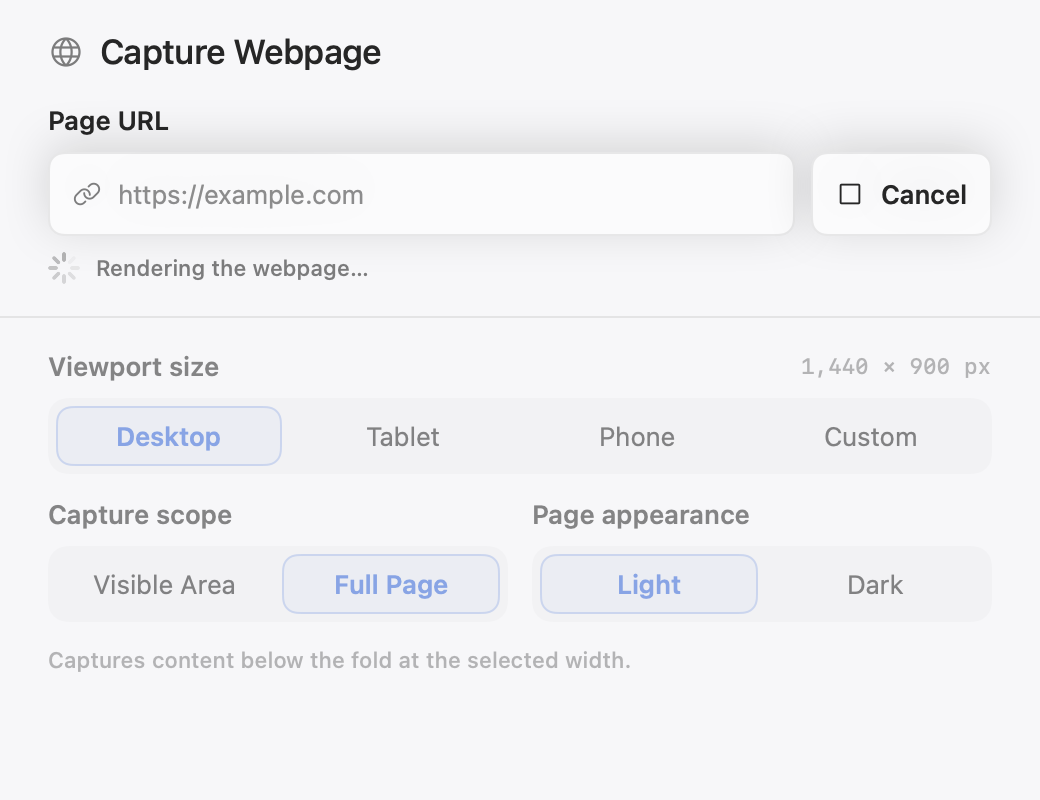 Capture Webpage
Page URL
https://example.com
Cancel
Rendering the webpage...
Viewport size
1,440 × 900 px
Desktop
Tablet
Phone
Custom
Capture scope
Page appearance
Visible Area
Full Page
Light
Dark
Captures content below the fold at the selected width.